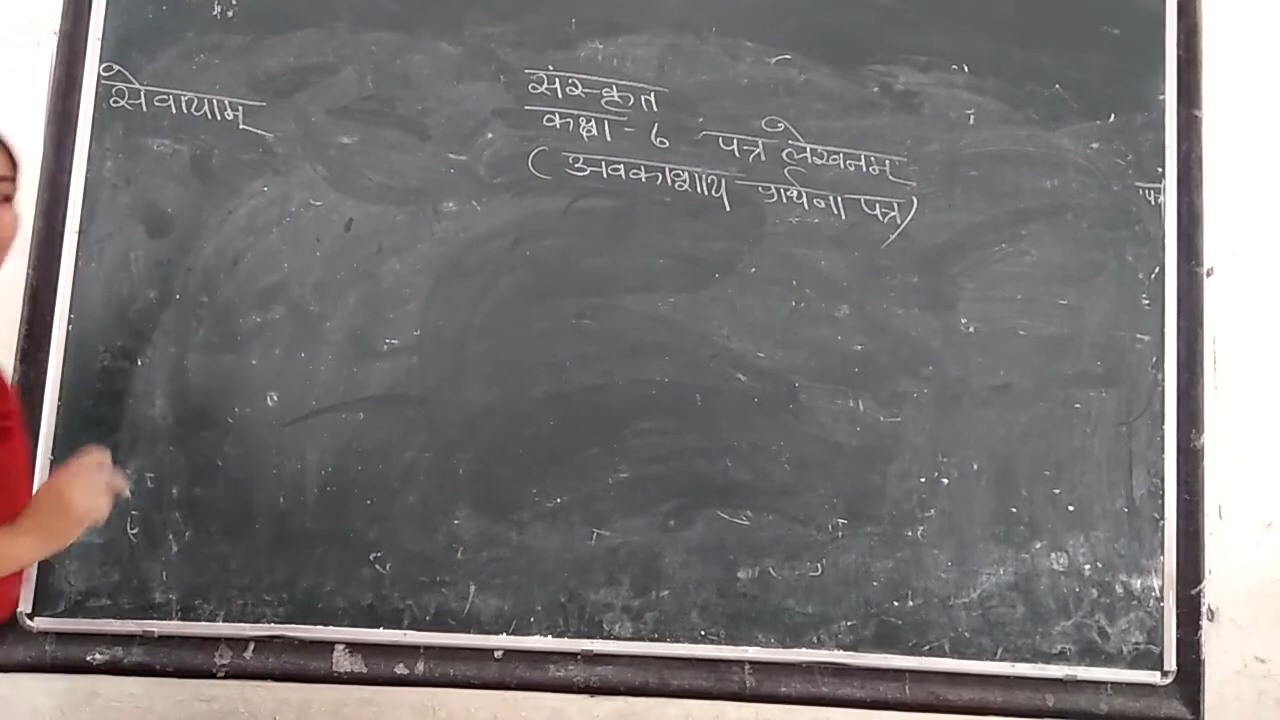 संस्कृत
कक्षा - 6 पत्र लेखनम्
(अवकाशाय प्रार्थना पत्र)
सेवायाम्